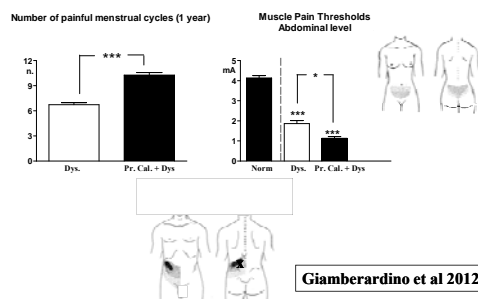 Number of painful menstrual cycles (1 year)
12
n.
9
6
3
0
***
Dys.
Pr. Cal. + Dys
Muscle Pain Thresholds
Abdominal level
5
mA
4
3
2
1
0
*
***
***
Norm
Dys.
Pr. Cal. + Dys
Giamberardino et al 2012